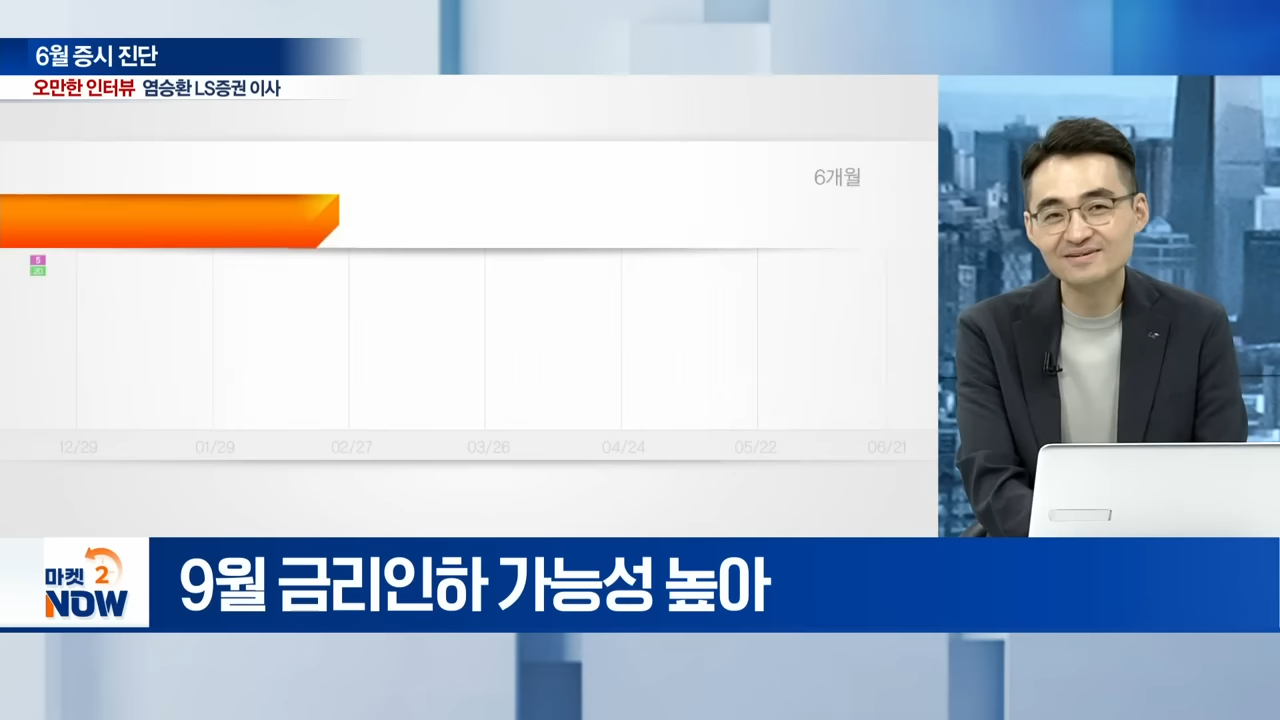 6월 증시 진단
오만한 인터뷰 염승환 LS증권 이사
6개월
5
20
12/29 01/29 02/27 03/26 04/24 05/22 06/21
마켓 2
NOW
9월 금리인하 가능성 높아